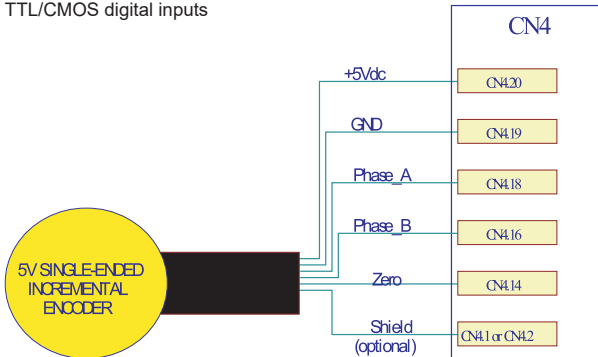 TTL/CMOS digital inputs
CN4
+5Vdc
CN4.20
GND
CN4.19
Phase_A
CN4.18
Phase_B
CN4.16
5V SINGLE-ENDED
INCREMENTAL
ENCODER
Zero
CN4.14
Shield
(optional)
CN4.1 or CN4.2